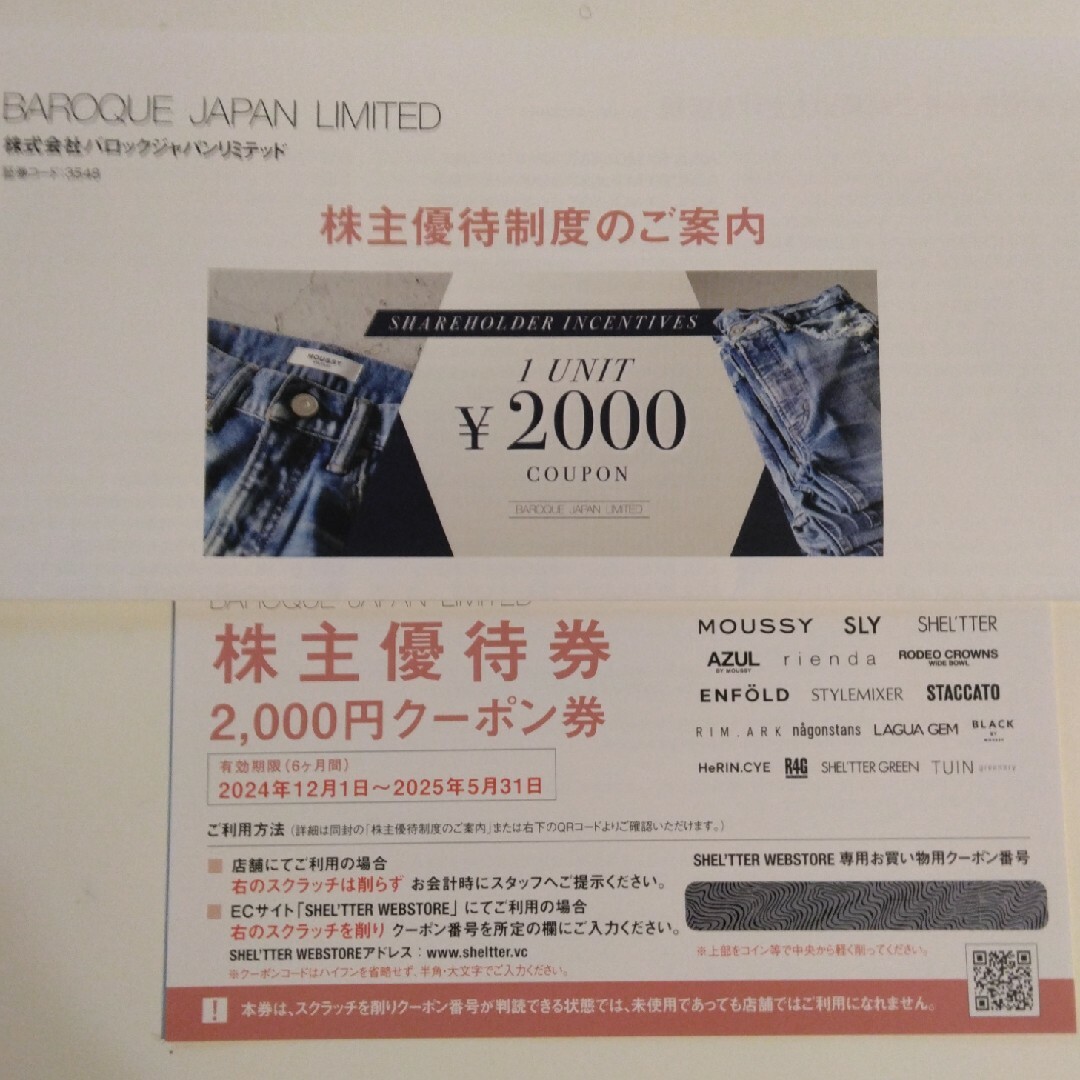 BAROQUE JAPAN LIMITED
株式会社バロックジャパンリミテッド
証券コード:3548
株主優待制度のご案内
MOUSSY
SHAREHOLDER INCENTIVES
1 UNIT
¥2000
COUPON
BAROQUE JAPAN LIMITED
BAROQUE JAPAN LIMITED
株主優待券
2,000円クーポン券
有効期限(6ヶ月間)
2024年12月1日〜2025年5月31日
MOUSSY SLY SHEL'TTER
AZUL BY MOUSSY rienda RODEO CROWNS WIDE BOWL
ENFÖLD STYLEMIXER STACCATO
RIM.ARK någonstans LAGUA GEM BLACK BY MOUSSY
HeRIN.CYE R4G SHEL'TTER GREEN TUIN greenery
ご利用方法(詳細は同封の「株主優待制度のご案内」または右下のQRコードよりご確認いただけます。)
■ 店舗にてご利用の場合
右のスクラッチは削らず お会計時にスタッフへご提示ください。
■ ECサイト「SHEL'TTER WEBSTORE」にてご利用の場合
右のスクラッチを削り クーポン番号を所定の欄にご入力ください。
SHEL'TTER WEBSTOREアドレス:www.sheltter.vc
※クーポンコードはハイフンを省略せず、半角・大文字でご入力ください。
SHEL'TTER WEBSTORE 専用お買い物用クーポン番号
※上部をコイン等で中央から軽く削ってください。
! 本券は、スクラッチを削りクーポン番号が判読できる状態では、未使用であっても店舗ではご利用になれません。